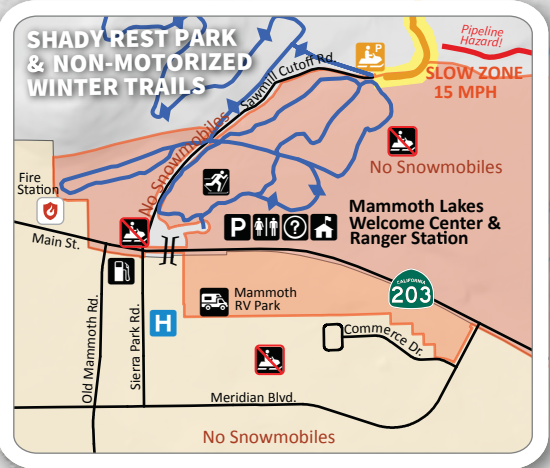 SHADY REST PARK
& NON-MOTORIZED
WINTER TRAILS
Sawmill Cutoff Rd.
P
Pipeline
Hazard!
SLOW ZONE
15 MPH
No Snowmobiles
No Snowmobiles
Fire
Station
Main St.
P
?
Mammoth Lakes
Welcome Center &
Ranger Station
CALIFORNIA
203
Mammoth
RV Park
H
Old Mammoth Rd.
Sierra Park Rd.
Commerce Dr.
Meridian Blvd.
No Snowmobiles